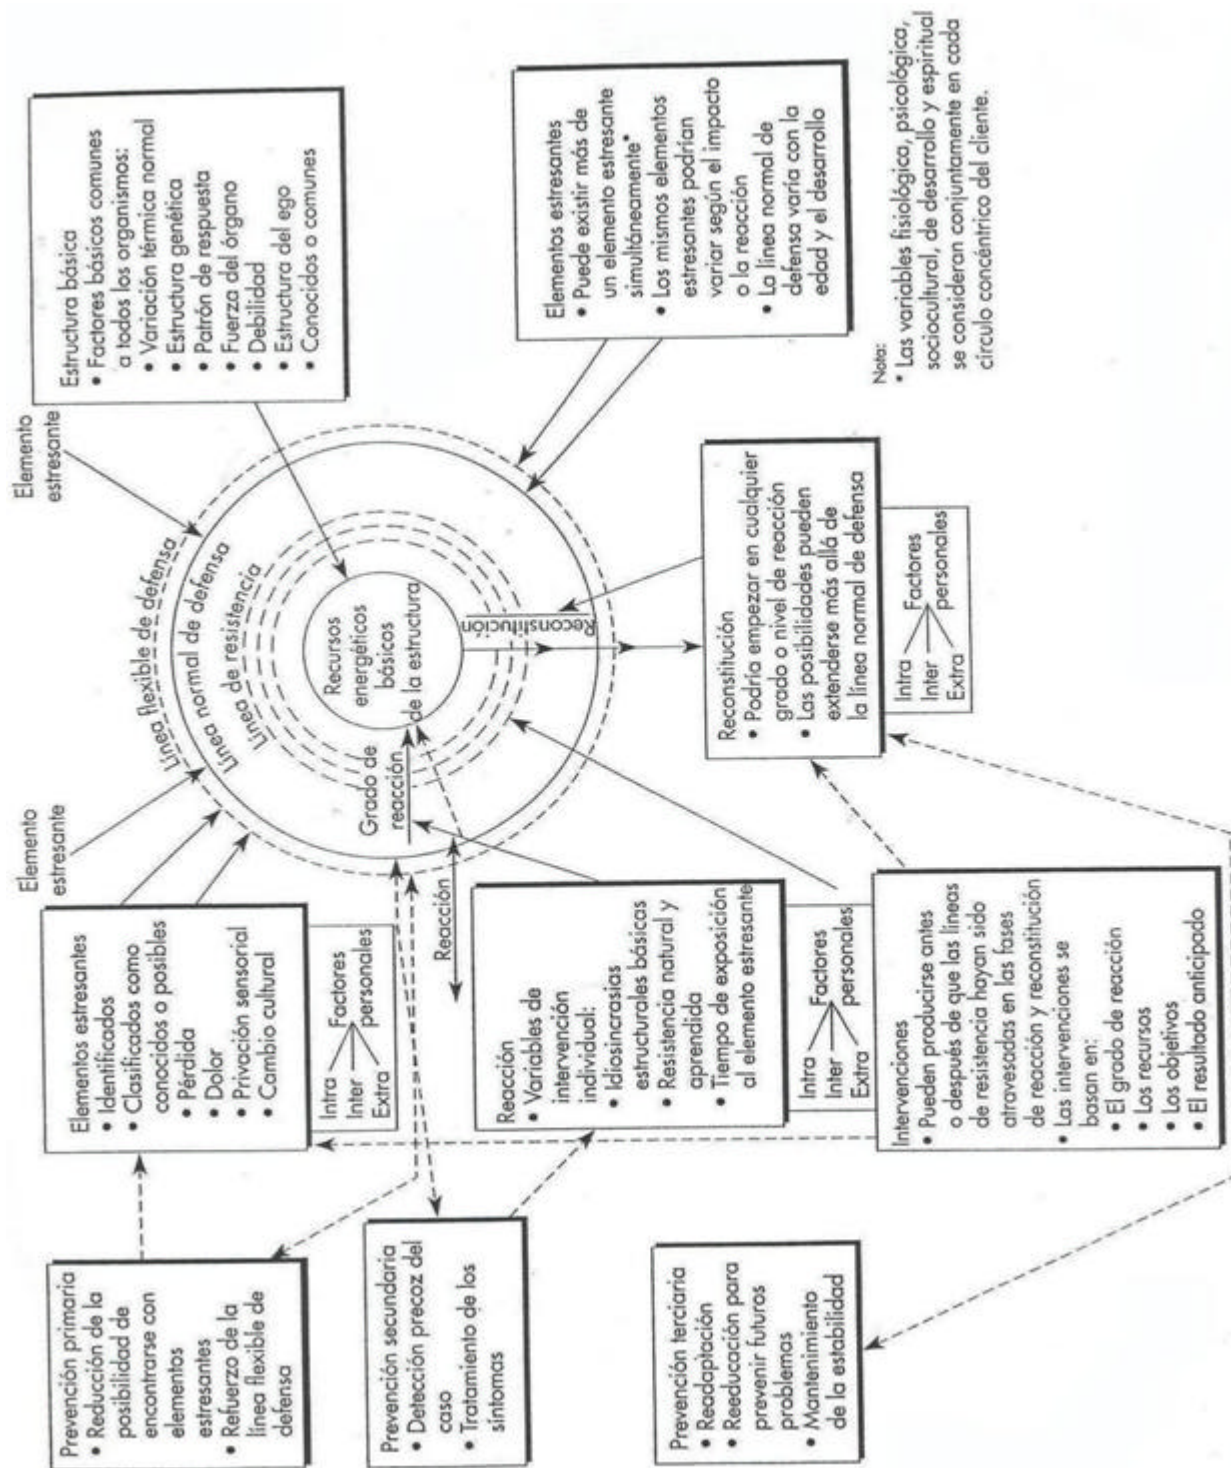 Prevención primaria
• Reducción de la
posibilidad de
encontrarse con
elementos
estresantes
• Refuerzo de la
línea flexible de
defensa
Prevención secundaria
• Detección precoz del
caso
• Tratamiento de los
síntomas
Prevención terciaria
• Readaptación
• Reeducación para
prevenir futuros
problemas
• Mantenimiento
de la estabilidad
Elementos estresantes
• Identificados
• Clasificados como
conocidos o posibles
• Pérdida
• Dolor
• Privación sensorial
• Cambio cultural
Intra
Inter
Extra
Factores
personales
Reacción
Reacción
• Variables de
intervención
individual:
• Idiosincrasias
estructurales básicas
• Resistencia natural y
aprendida
• Tiempo de exposición
al elemento estresante
Intra
Inter
Extra
Factores
personales
Intervenciones
• Pueden producirse antes
o después de que las líneas
de resistencia hayan sido
atravesadas en las fases
de reacción y reconstitución
• Las intervenciones se
basan en:
• El grado de reacción
• Los recursos
• Los objetivos
• El resultado anticipado
Elemento
estresante
Elemento
estresante
Línea flexible de defensa
Línea normal de defensa
Línea de resistencia
Grado de
reacción
Recursos
energéticos
básicos
de la estructura
Reconstitución
Estructura básica
• Factores básicos comunes
a todos los organismos:
• Variación térmica normal
• Estructura genética
• Patrón de respuesta
• Fuerza del órgano
• Debilidad
• Estructura del ego
• Conocidos o comunes
Elementos estresantes
• Puede existir más de
un elemento estresante
simultáneamente*
• Los mismos elementos
estresantes podrían
variar según el impacto
o la reacción
• La línea normal de
defensa varía con la
edad y el desarrollo
Reconstitución
• Podría empezar en cualquier
grado o nivel de reacción
• Las posibilidades pueden
extenderse más allá de
la línea normal de defensa
Intra
Inter
Extra
Factores
personales
Nota:
* Las variables fisiológica, psicológica,
sociocultural, de desarrollo y espiritual
se consideran conjuntamente en cada
círculo concéntrico del cliente.